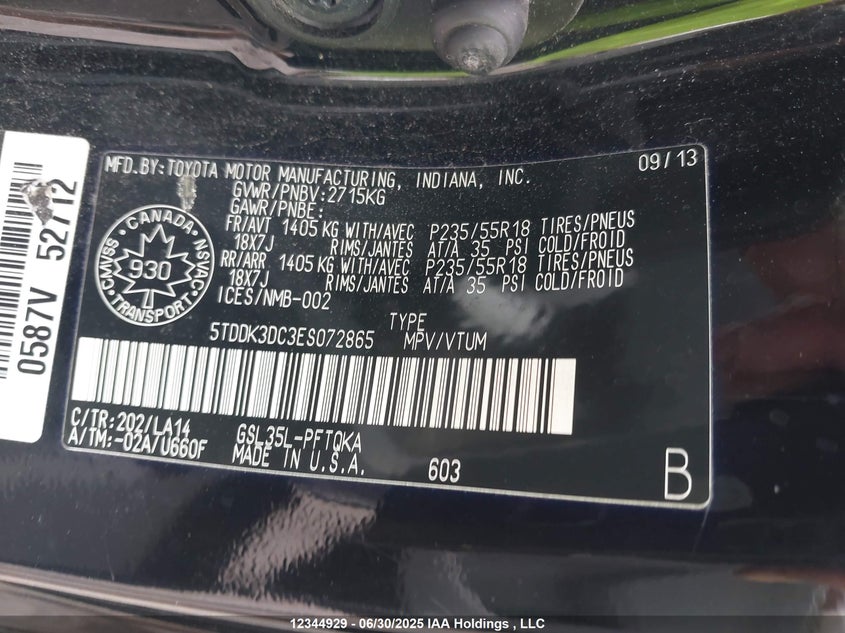 MFD.BY:TOYOTA MOTOR MANUFACTURING, INDIANA, INC. 09/13
GVWR/PNBV:2715KG
GAWR/PNBE:
FR/AVT 1405 KG WITH/AVEC P235/55R18 TIRES/PNEUS
18X7J RIMS/JANTES AT/A 35 PSI COLD/FROID
RR/ARR 1405 KG WITH/AVEC P235/55R18 TIRES/PNEUS
18X7J RIMS/JANTES AT/A 35 PSI COLD/FROID
ICES/NMB-002
CANADA
CMVSS NSVAC
930
TRANSPORT
TYPE
5TDDK3DC3ES072865 MPV/VTUM
C/TR:202/LA14 GSL35L-PFTQKA
A/TM:-02A/U660F MADE IN U.S.A. 603 B
0587V 52712
12344929 - 06/30/2025 IAA Holdings , LLC